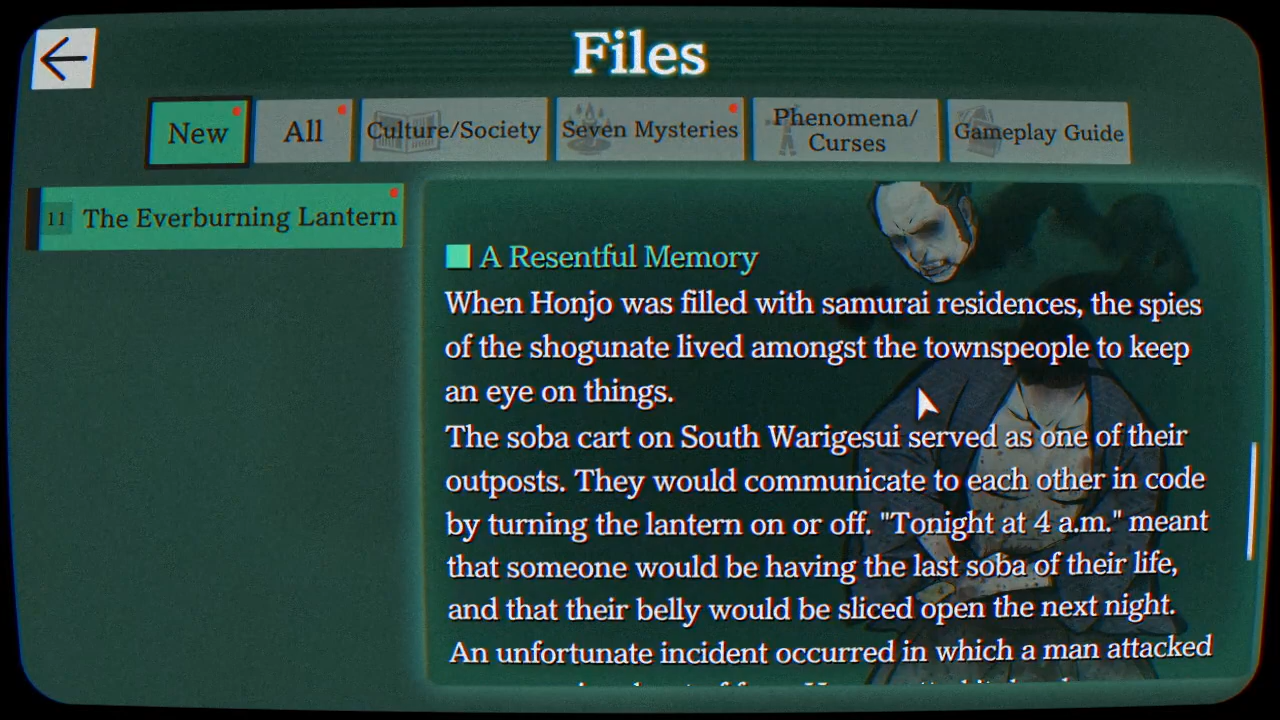 Files
New
All
Culture/Society
Seven Mysteries
Phenomena/
Curses
Gameplay Guide
11 The Everburning Lantern
A Resentful Memory
When Honjo was filled with samurai residences, the spies
of the shogunate lived amongst the townspeople to keep
an eye on things.
The soba cart on South Warigesui served as one of their
outposts. They would communicate to each other in code
by turning the lantern on or off. "Tonight at 4 a.m." meant
that someone would be having the last soba of their life,
and that their belly would be sliced open the next night.
An unfortunate incident occurred in which a man attacked